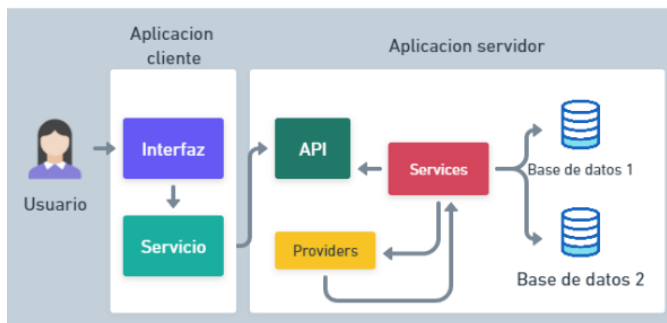 Aplicacion
cliente
Aplicacion servidor
Usuario
Interfaz
Servicio
API
Services
Providers
Base de datos 1
Base de datos 2